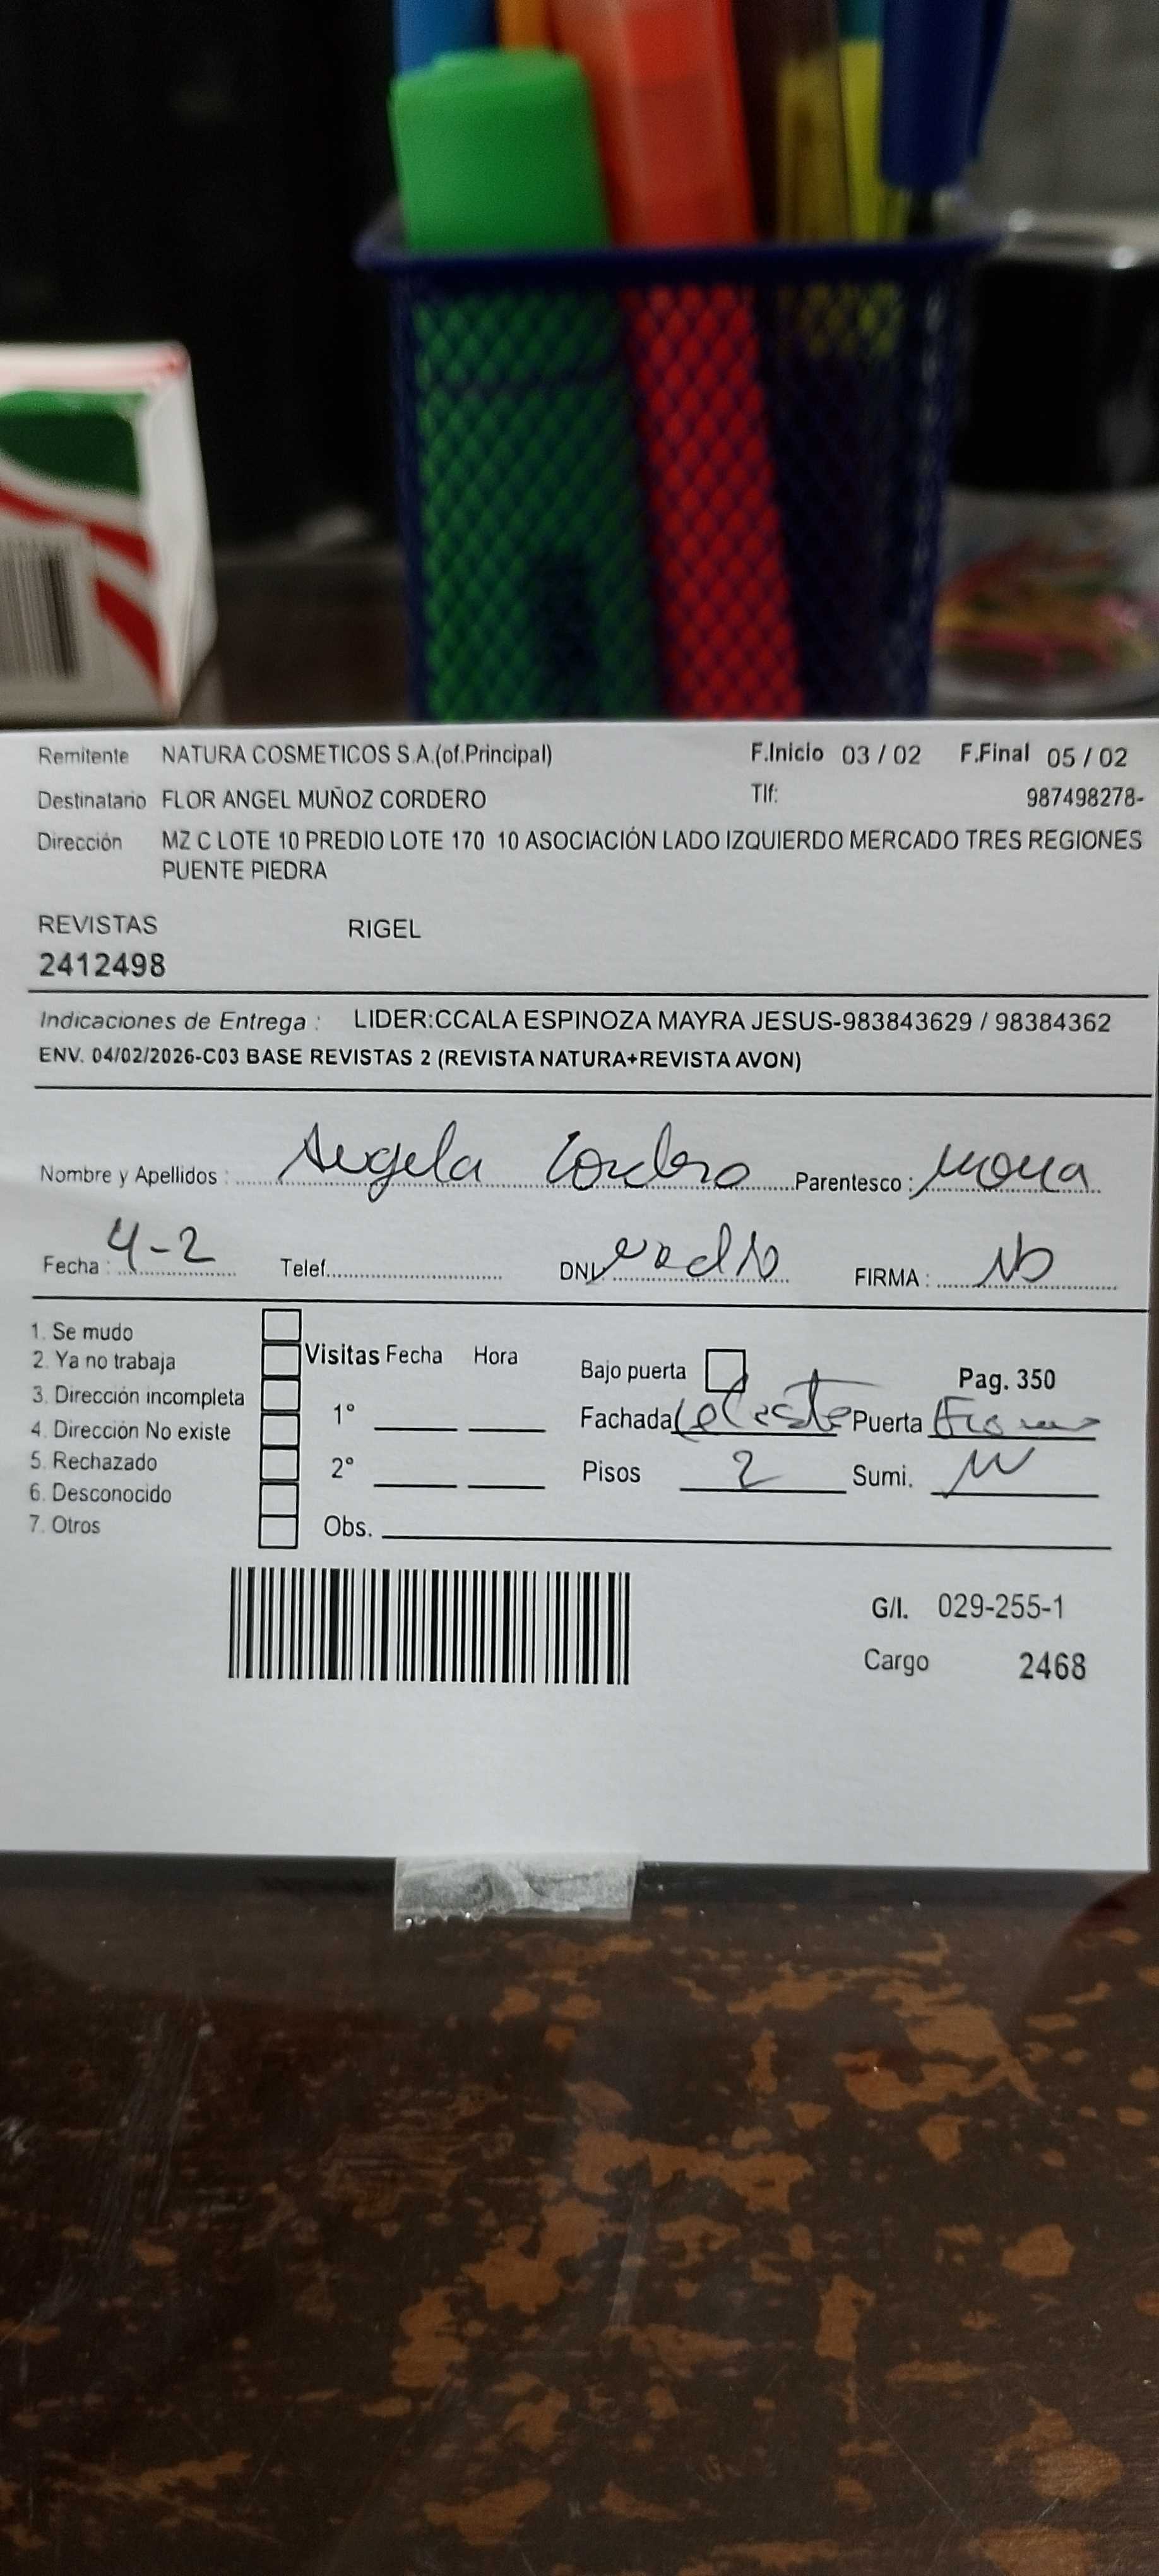 Remitente NATURA COSMETICOS S.A.(of.Principal) F.Inicio 03 / 02 F.Final 05 / 02
Destinatario FLOR ANGEL MUÑOZ CORDERO Tlf: 987498278-
Dirección MZ C LOTE 10 PREDIO LOTE 170 10 ASOCIACIÓN LADO IZQUIERDO MERCADO TRES REGIONES
PUENTE PIEDRA
REVISTAS RIGEL
2412498
Indicaciones de Entrega : LIDER:CCALA ESPINOZA MAYRA JESUS-983843629 / 98384362
ENV. 04/02/2026-C03 BASE REVISTAS 2 (REVISTA NATURA+REVISTA AVON)
Nombre y Apellidos : Angela Cordero Parentesco :
Fecha : 4-2 Telef. DNI FIRMA :
1. Se mudo
2. Ya no trabaja Visitas Fecha Hora Bajo puerta Pag. 350
3. Dirección incompleta 1° Fachada Celeste Puerta
4. Dirección No existe
5. Rechazado 2° Pisos 2 Sumi.
6. Desconocido
7. Otros Obs.
G/I. 029-255-1
Cargo 2468